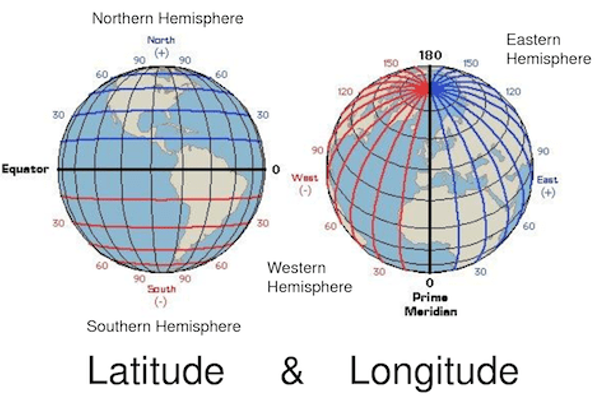 Northern Hemisphere
North
(+)
90 90
60 60
30 30
Equator 0
30 30
60 60
90 90
South
(-)
Southern Hemisphere
Eastern
Hemisphere
180
150 150
120 120
90 90
West
(-)
East
(+)
60 60
30 30
0
Prime
Meridian
Western
Hemisphere
Latitude & Longitude